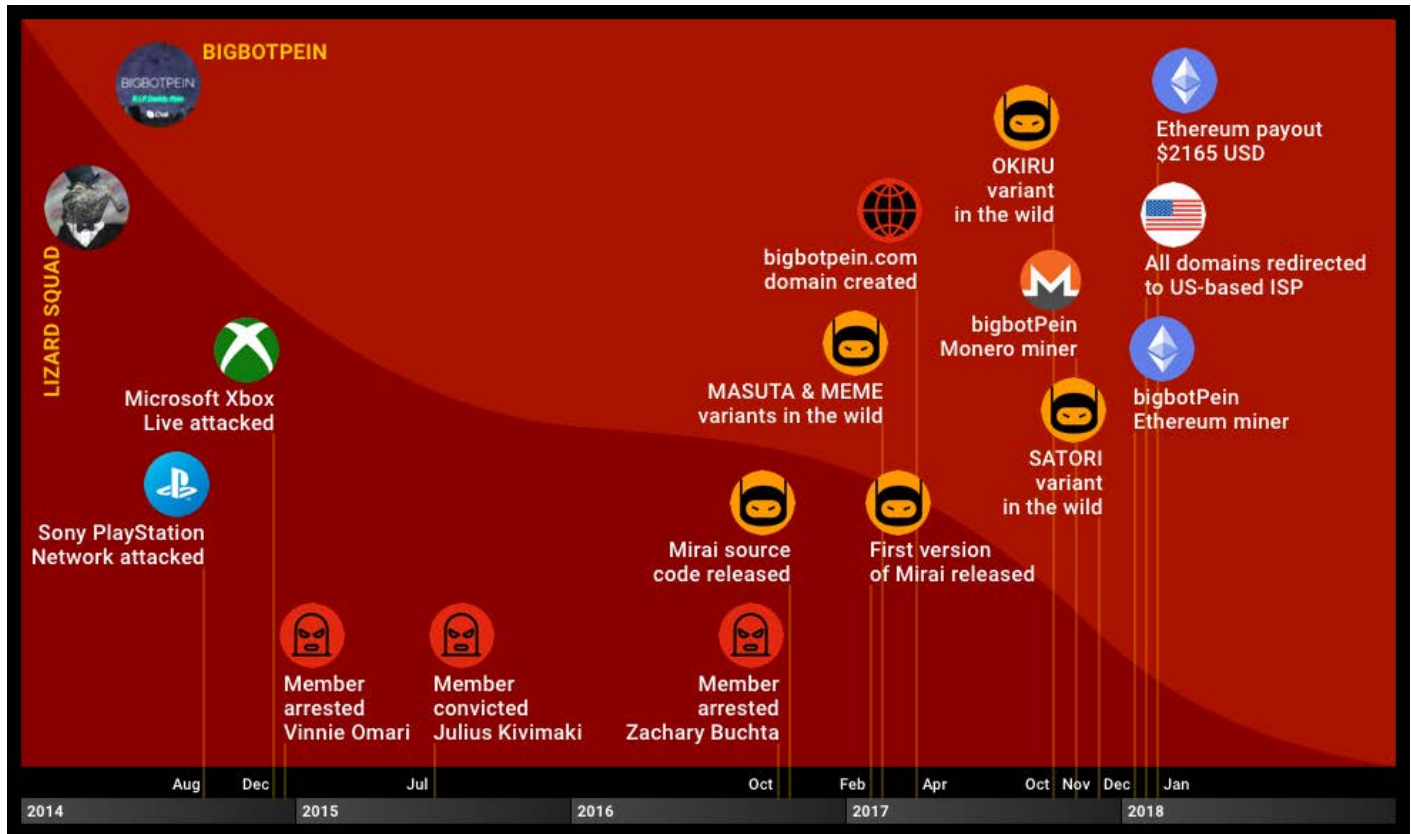 BIGBOTPEIN
BIGBOTPEIN
R.I.P Daddy Pein
Chat
LIZARD SQUAD
Microsoft Xbox
Live attacked
Sony PlayStation
Network attacked
Member
arrested
Vinnie Omari
Member
convicted
Julius Kivimaki
Member
arrested
Zachary Buchta
Mirai source
code released
First version
of Mirai released
MASUTA & MEME
variants in the wild
bigbotpein.com
domain created
OKIRU
variant
in the wild
bigbotPein
Monero miner
SATORI
variant
in the wild
Ethereum payout
$2165 USD
All domains redirected
to US-based ISP
bigbotPein
Ethereum miner
Aug Dec Jul Oct Feb Apr Oct Nov Dec Jan
2014 2015 2016 2017 2018